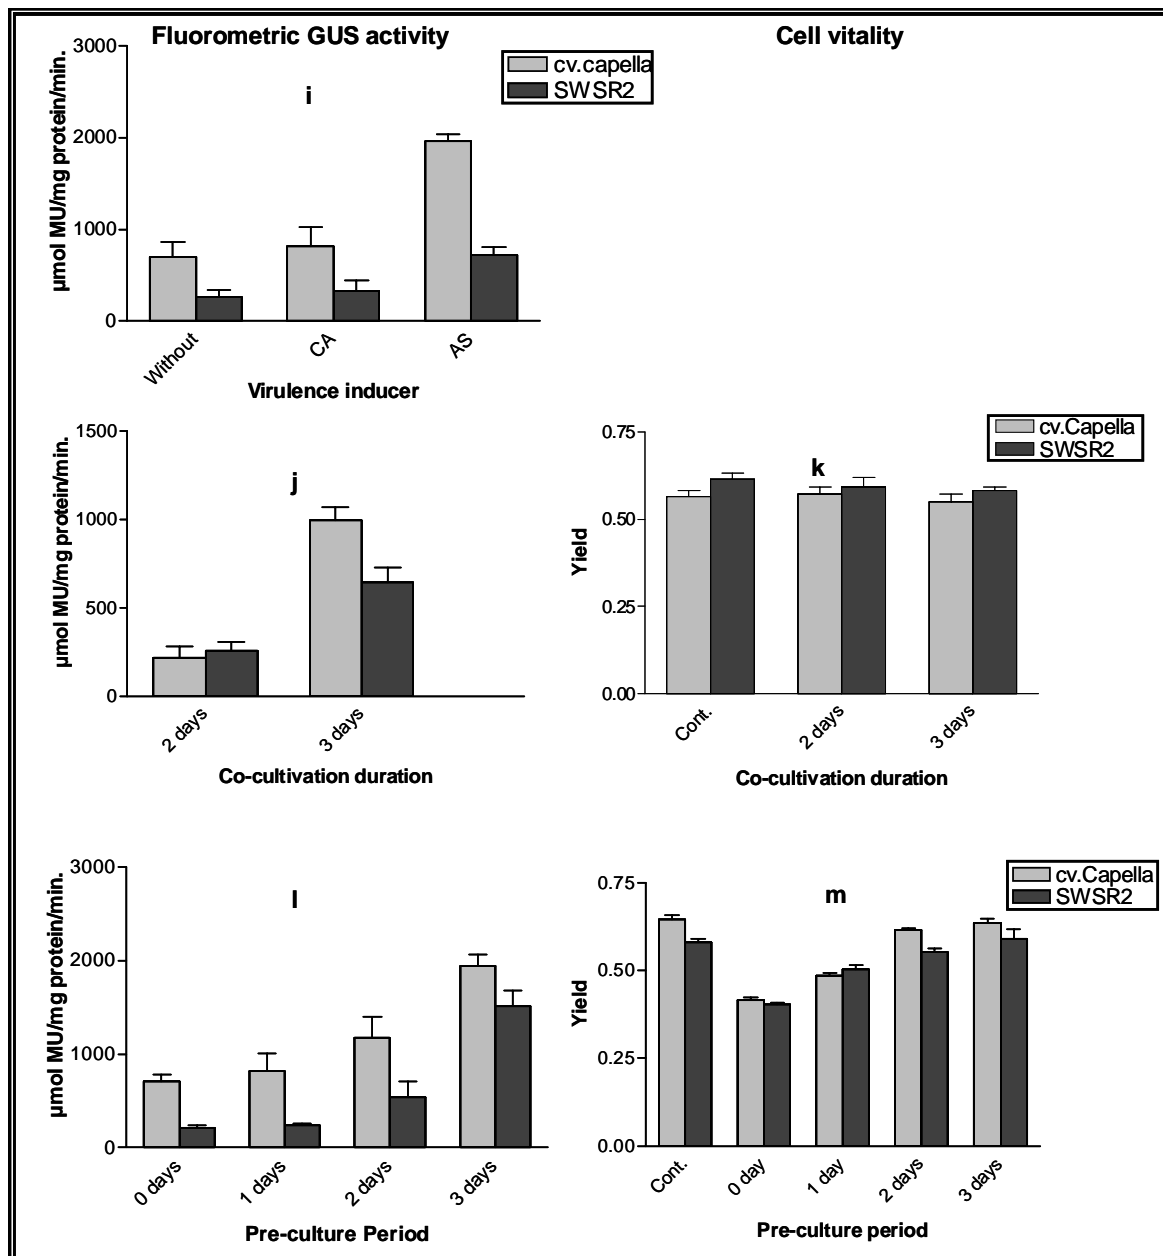 Fluorometric GUS activity
Cell vitality
3000
2000
1000
0
µmol MU/mg protein/min.
i
cv.capella
SWSR2
Without
CA
AS
Virulence inducer
1500
1000
500
0
µmol MU/mg protein/min.
j
2 days
3 days
Co-cultivation duration
0.75
0.50
0.25
0.00
Yield
k
cv.Capella
SWSR2
Cont.
2 days
3 days
Co-cultivation duration
3000
2000
1000
0
µmol MU/mg protein/min.
l
0 days
1 days
2 days
3 days
Pre-culture Period
0.75
0.50
0.25
0.00
Yield
m
cv.Capella
SWSR2
Cont.
0 day
1 day
2 days
3 days
Pre-culture period